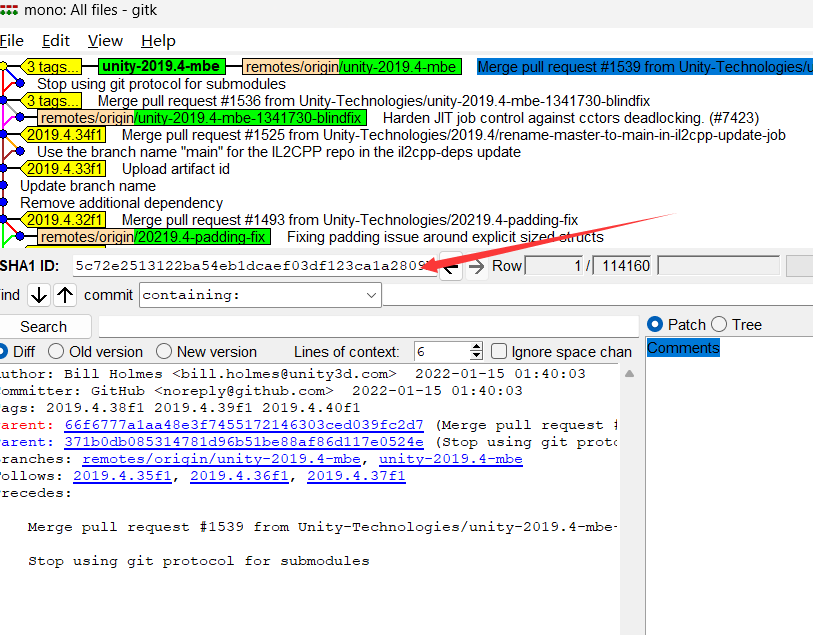 mono: All files - gitk
File Edit View Help
3 tags... unity-2019.4-mbe remotes/origin/unity-2019.4-mbe Merge pull request #1539 from Unity-Technologies/u
Stop using git protocol for submodules
3 tags... Merge pull request #1536 from Unity-Technologies/unity-2019.4-mbe-1341730-blindfix
remotes/origin/unity-2019.4-mbe-1341730-blindfix Harden JIT job control against cctors deadlocking. (#7423)
2019.4.34f1 Merge pull request #1525 from Unity-Technologies/2019.4/rename-master-to-main-in-il2cpp-update-job
Use the branch name "main" for the IL2CPP repo in the il2cpp-deps update
2019.4.33f1 Upload artifact id
Update branch name
Remove additional dependency
2019.4.32f1 Merge pull request #1493 from Unity-Technologies/20219.4-padding-fix
remotes/origin/20219.4-padding-fix Fixing padding issue around explicit sized structs
SHA1 ID: 5c72e2513122ba54eb1dcaef03df123ca1a2809 Row 1 / 114160
ind commit containing:
Search
Diff Old version New version Lines of context: 6 Ignore space chan
Patch Tree
Comments
uthor: Bill Holmes <bill.holmes@unity3d.com> 2022-01-15 01:40:03
ommitter: GitHub <noreply@github.com> 2022-01-15 01:40:03
ags: 2019.4.38f1 2019.4.39f1 2019.4.40f1
arent: 66f6777a1aa48e3f7455172146303ced039fc2d7 (Merge pull request #
arent: 371b0db085314781d96b51be88af86d117e0524e (Stop using git proto
ranches: remotes/origin/unity-2019.4-mbe, unity-2019.4-mbe
ollows: 2019.4.35f1, 2019.4.36f1, 2019.4.37f1
recedes:
Merge pull request #1539 from Unity-Technologies/unity-2019.4-mbe-
Stop using git protocol for submodules